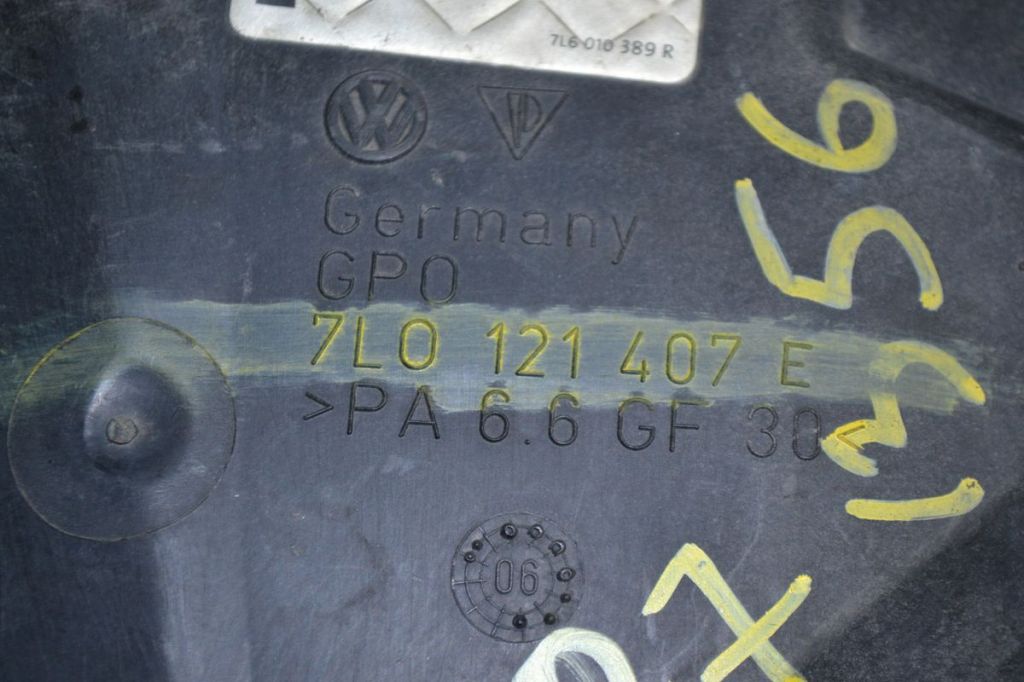 7L6 010 389 R
Germany
GPO
7L0 121 407 E
>PA 6.6 GF 30<
06